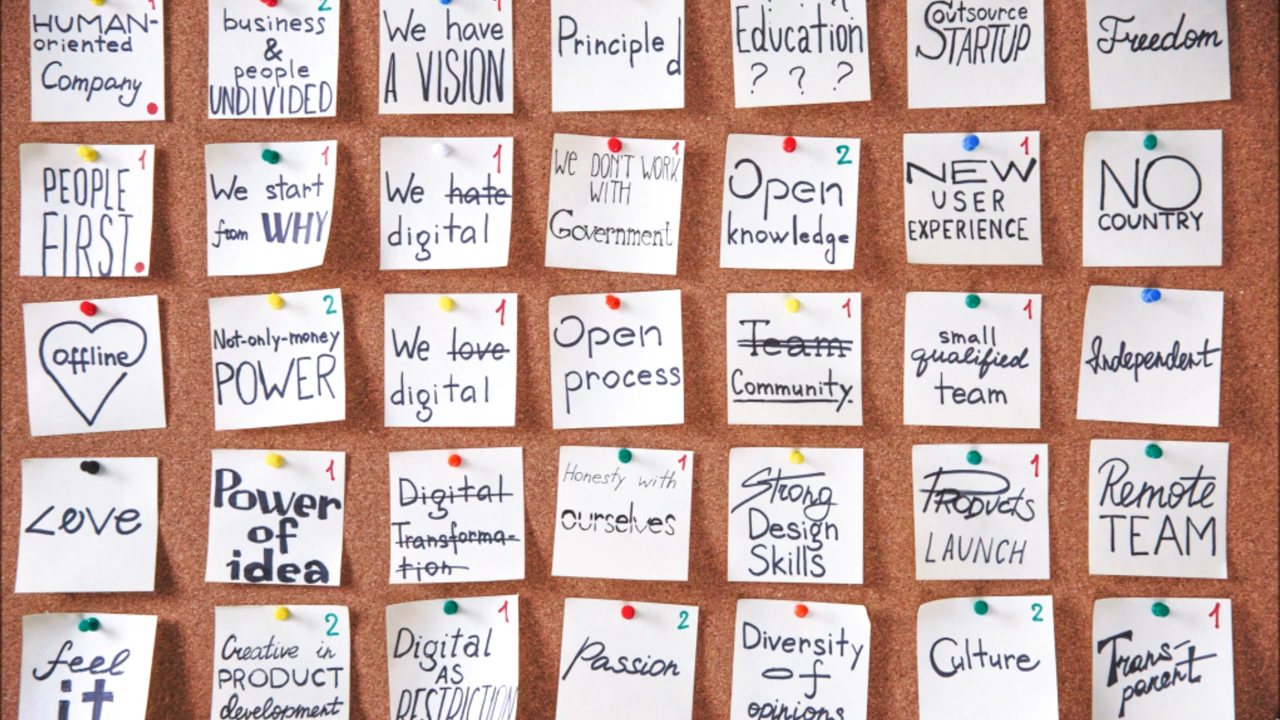 1
HUMAN-
oriented
Company
2
business
&
people
UNDIVIDED
1
We have
A VISION
Principle
d
Education
? ? ?
Outsource
STARTUP
Freedom
1
PEOPLE
FIRST
1
We start
from WHY
1
We hate
digital
1
We DON'T WORK
WITH
Government
2
Open
knowledge
1
NEW
USER
EXPERIENCE
NO
COUNTRY
offline
2
Not-only-money
POWER
1
We love
digital
Open
process
1
Team
Community
1
small
qualified
team
Independent
Love
1
Power
of
idea
Digital
Transforma-
tion
1
Honesty with
ourselves
Strong
Design
Skills
1
PRODUCTS
LAUNCH
Remote
TEAM
feel
it
2
Creative in
PRODUCT
development
1
Digital
AS
RESTRICTION
2
Passion
Diversity
of
opinions
2
Culture
1
Trans-
parent